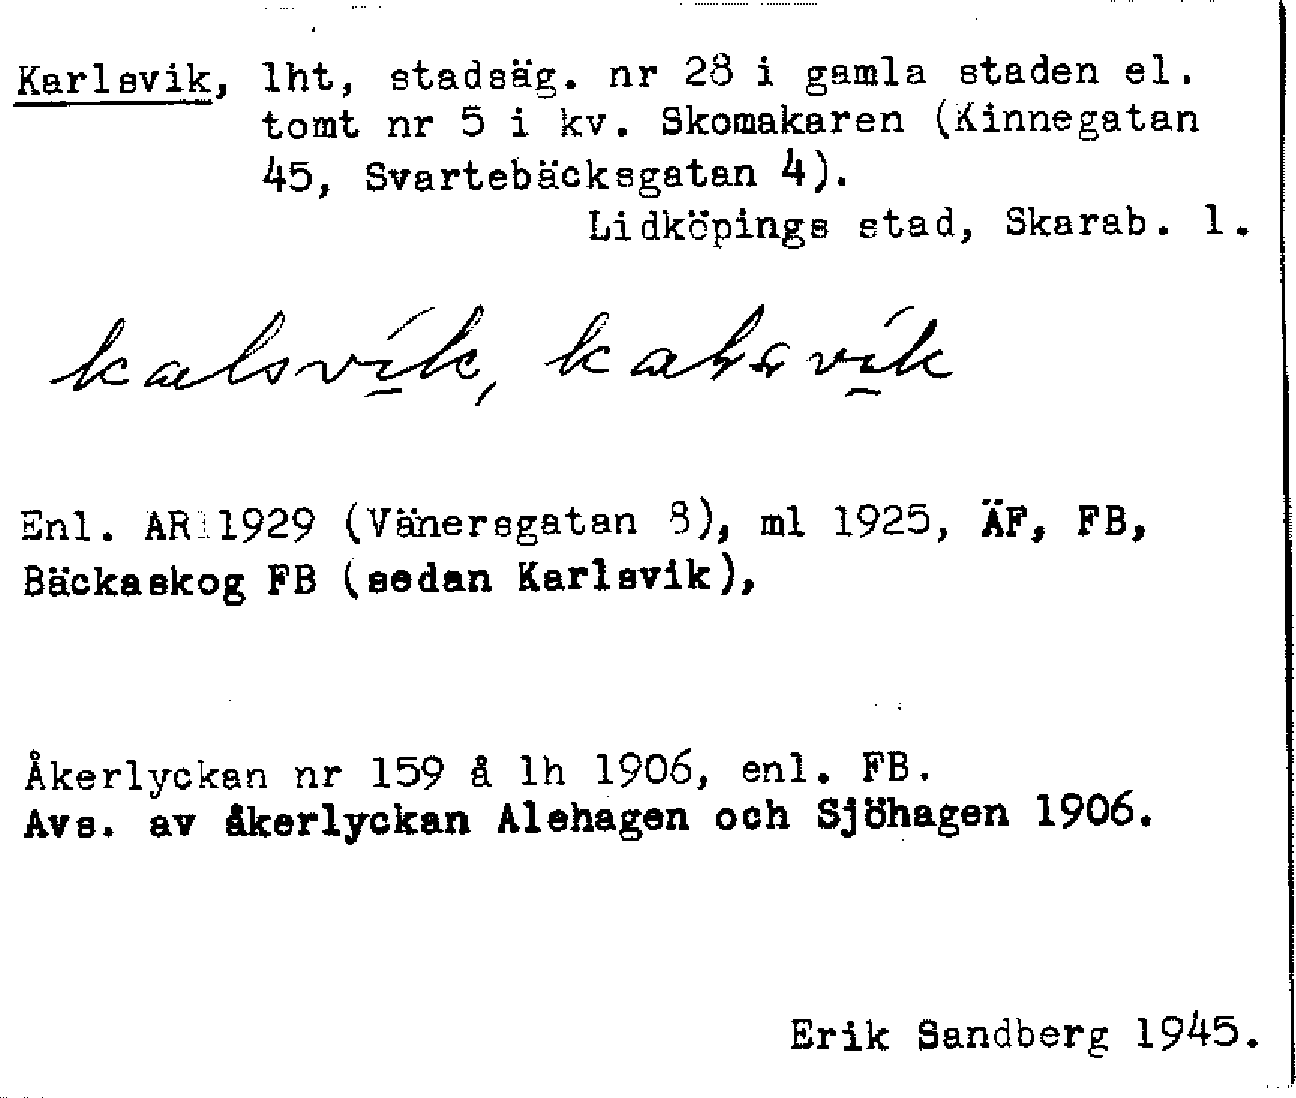 Karlsvik, lht, stadsäg. nr 28 i gamla staden el.
tomt nr 5 i kv. Skomakaren (Kinnegatan
45, Svartebäcksgatan 4).
Lidköpings stad, Skarab. l.
kalsvik,
Enl. AR 1929 (Vänersgatan 8), ml 1925, ÄF, FB,
Bäckaskog FB (sedan Karlsvik),
Åkerlyckan nr 159 å lh 1906, enl. FB.
Avs. av åkerlyckan Alehagen och Sjöhagen 1906.
Erik Sandberg 1945.